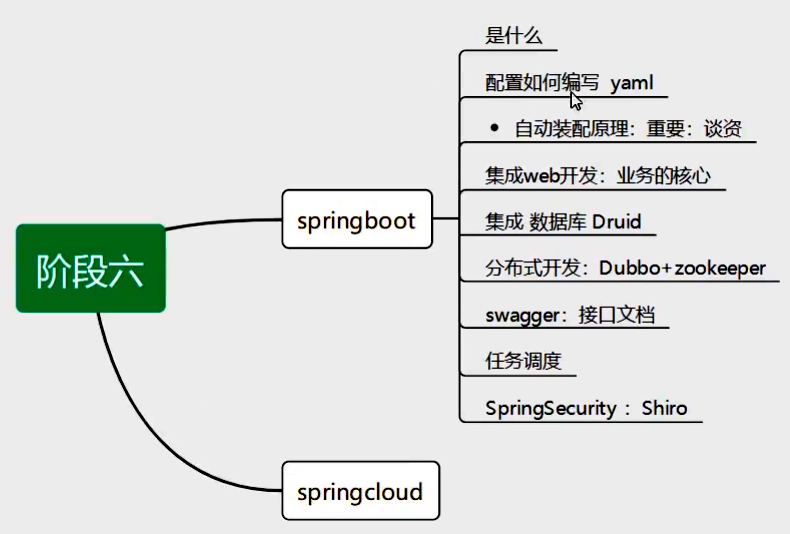 阶段六
springboot
是什么
配置如何编写 yaml
• 自动装配原理：重要：谈资
集成web开发：业务的核心
集成 数据库 Druid
分布式开发：Dubbo+zookeeper
swagger：接口文档
任务调度
SpringSecurity ：Shiro
springcloud